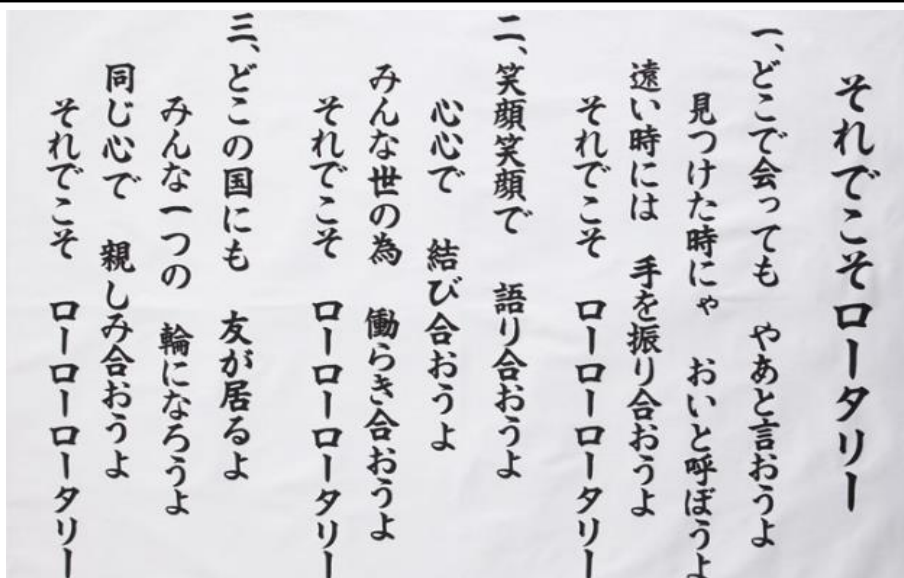 それでこそロータリー
一、どこで会っても やあと言おうよ
見つけた時にゃ おいと呼ぼうよ
遠い時には 手を振り合おうよ
それでこそ ローローロータリー
二、笑顔笑顔で 語り合おうよ
心心で 結び合おうよ
みんな世の為 働らき合おうよ
それでこそ ローローロータリー
三、どこの国にも 友が居るよ
みんな一つの 輪になろうよ
同じ心で 親しみ合おうよ
それでこそ ローローロータリー